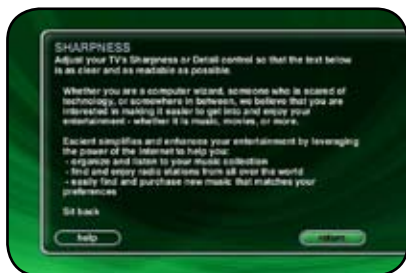 SHARPNESS
Adjust your TV's Sharpness or Detail control so that the text below
is as clear and as readable as possible.
Whether you are a computer wizard, someone who is scared of
technology, or somewhere in between, we believe that you are
interested in making it easier to get into and enjoy your
entertainment - whether it is music, movies, or more.
Escient simplifies and enhances your entertainment by leveraging
the power of the internet to help you:
- organize and listen to your music collection
- find and enjoy radio stations from all over the world
- easily find and purchase new music that matches your
preferences
Sit back
help
return